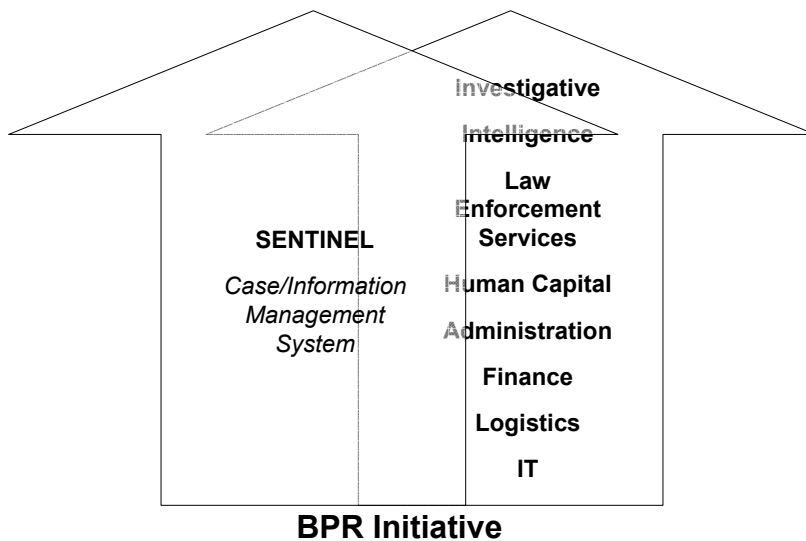 SENTINEL
Case/Information
Management
System
Investigative
Intelligence
Law
Enforcement
Services
Human Capital
Administration
Finance
Logistics
IT
BPR Initiative